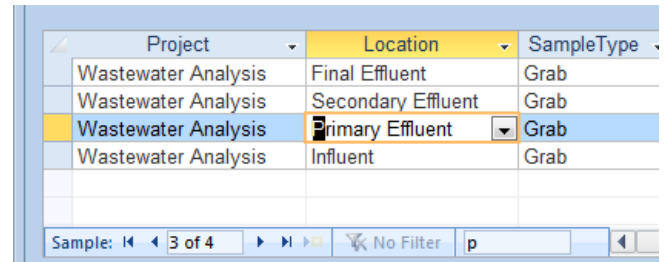 Project Location SampleType
Wastewater Analysis Final Effluent Grab
Wastewater Analysis Secondary Effluent Grab
Wastewater Analysis Primary Effluent Grab
Wastewater Analysis Influent Grab
Sample: 3 of 4 No Filter p